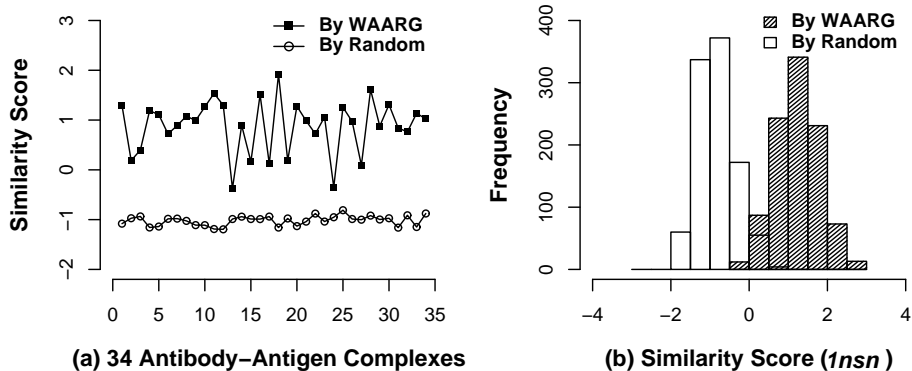 By WAARG
By Random
Similarity Score
3
2
1
0
−1
−2
0 5 10 15 20 25 30 35
(a) 34 Antibody−Antigen Complexes
By WAARG
By Random
Frequency
400
300
200
100
0
−4 −2 0 2 4
(b) Similarity Score (1nsn )